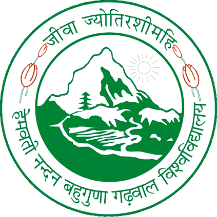 जीवा ज्योतिरशीमहि
हेमवती नन्दन बहुगुणा गढ़वाल विश्वविद्यालय